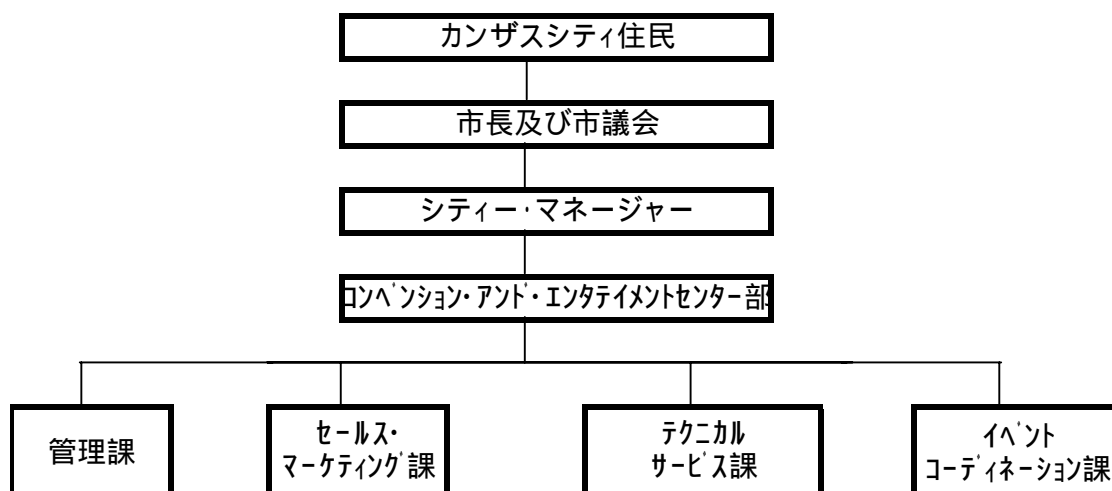 カンザスシティ住民
市長及び市議会
シティー・マネージャー
コンベンション・アンド・エンタテイメントセンター部
管理課
セールス・
マーケティング課
テクニカル
サービス課
イベント
コーディネーション課